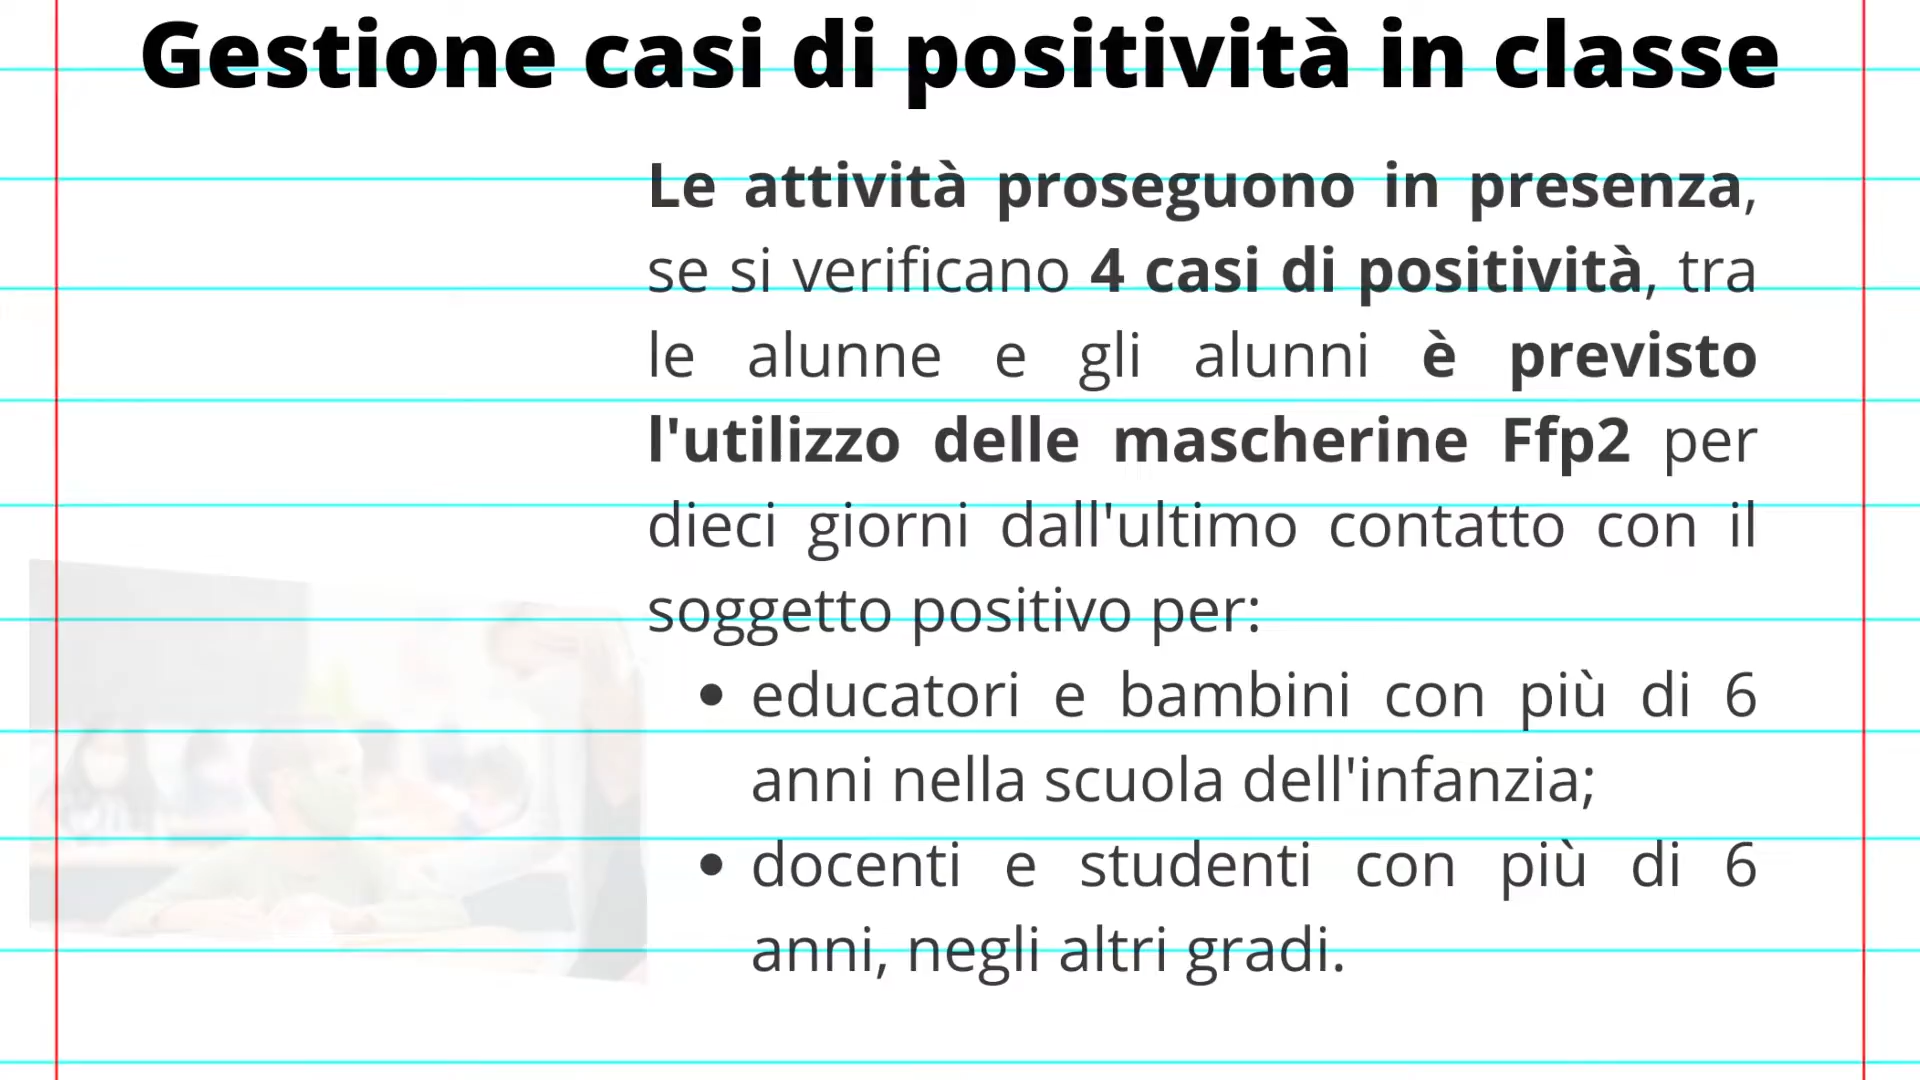 Gestione casi di positività in classe
Le attività proseguono in presenza,
se si verificano 4 casi di positività, tra
le alunne e gli alunni è previsto
l'utilizzo delle mascherine Ffp2 per
dieci giorni dall'ultimo contatto con il
soggetto positivo per:
• educatori e bambini con più di 6
anni nella scuola dell'infanzia;
• docenti e studenti con più di 6
anni, negli altri gradi.